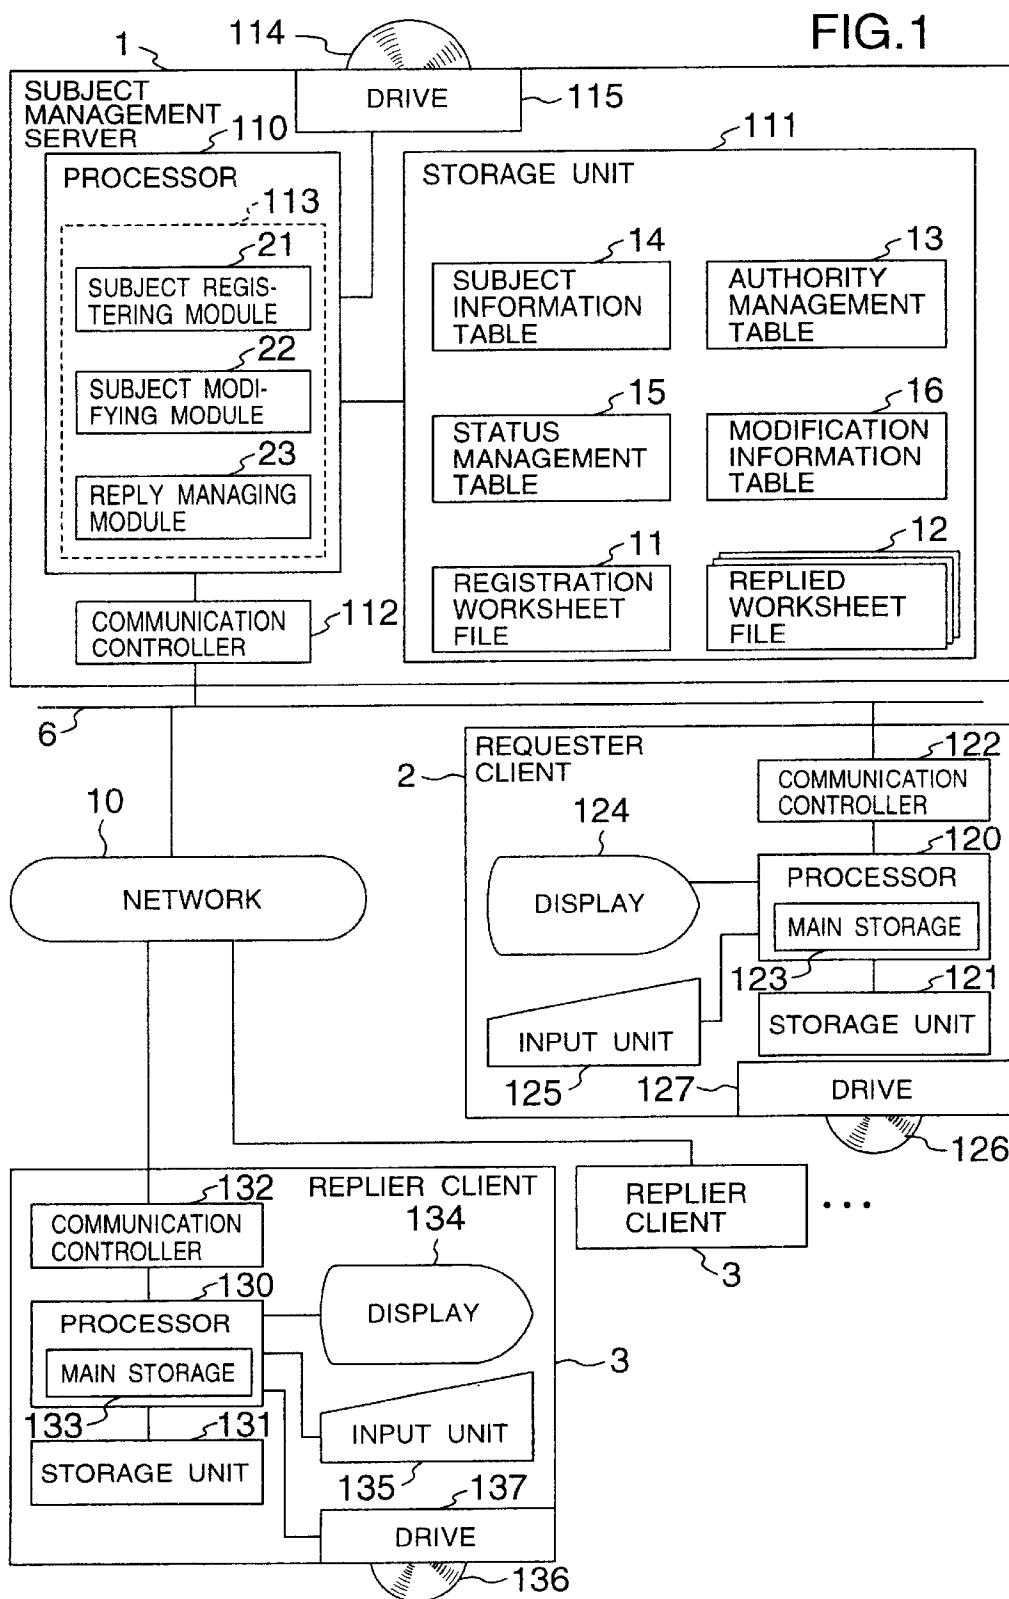 FIG.1
114
1
SUBJECT
MANAGEMENT
SERVER
DRIVE
115
110
111
PROCESSOR
STORAGE UNIT
113
21
SUBJECT REGIS-
TERING MODULE
22
SUBJECT MODI-
FYING MODULE
23
REPLY MANAGING
MODULE
14
SUBJECT
INFORMATION
TABLE
13
AUTHORITY
MANAGEMENT
TABLE
15
STATUS
MANAGEMENT
TABLE
16
MODIFICATION
INFORMATION
TABLE
11
REGISTRATION
WORKSHEET
FILE
12
REPLIED
WORKSHEET
FILE
COMMUNICATION
CONTROLLER
112
6
REQUESTER
CLIENT
2
122
COMMUNICATION
CONTROLLER
10
NETWORK
124
DISPLAY
120
PROCESSOR
MAIN STORAGE
123
121
STORAGE UNIT
INPUT UNIT
125
127
DRIVE
126
REPLIER CLIENT
132
COMMUNICATION
CONTROLLER
134
DISPLAY
130
PROCESSOR
MAIN STORAGE
133
131
STORAGE UNIT
3
INPUT UNIT
135
137
DRIVE
136
REPLIER
CLIENT
...
3